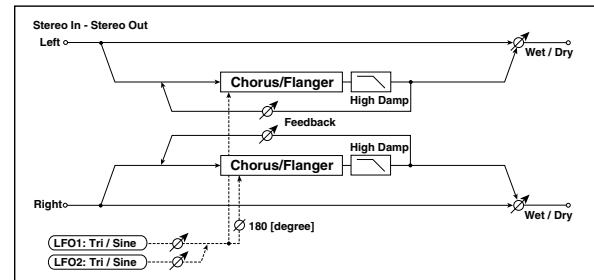 Stereo In - Stereo Out
Left
Wet / Dry
Chorus/Flanger
High Damp
Feedback
High Damp
Chorus/Flanger
Right
Wet / Dry
180 [degree]
LFO1: Tri / Sine
LFO2: Tri / Sine